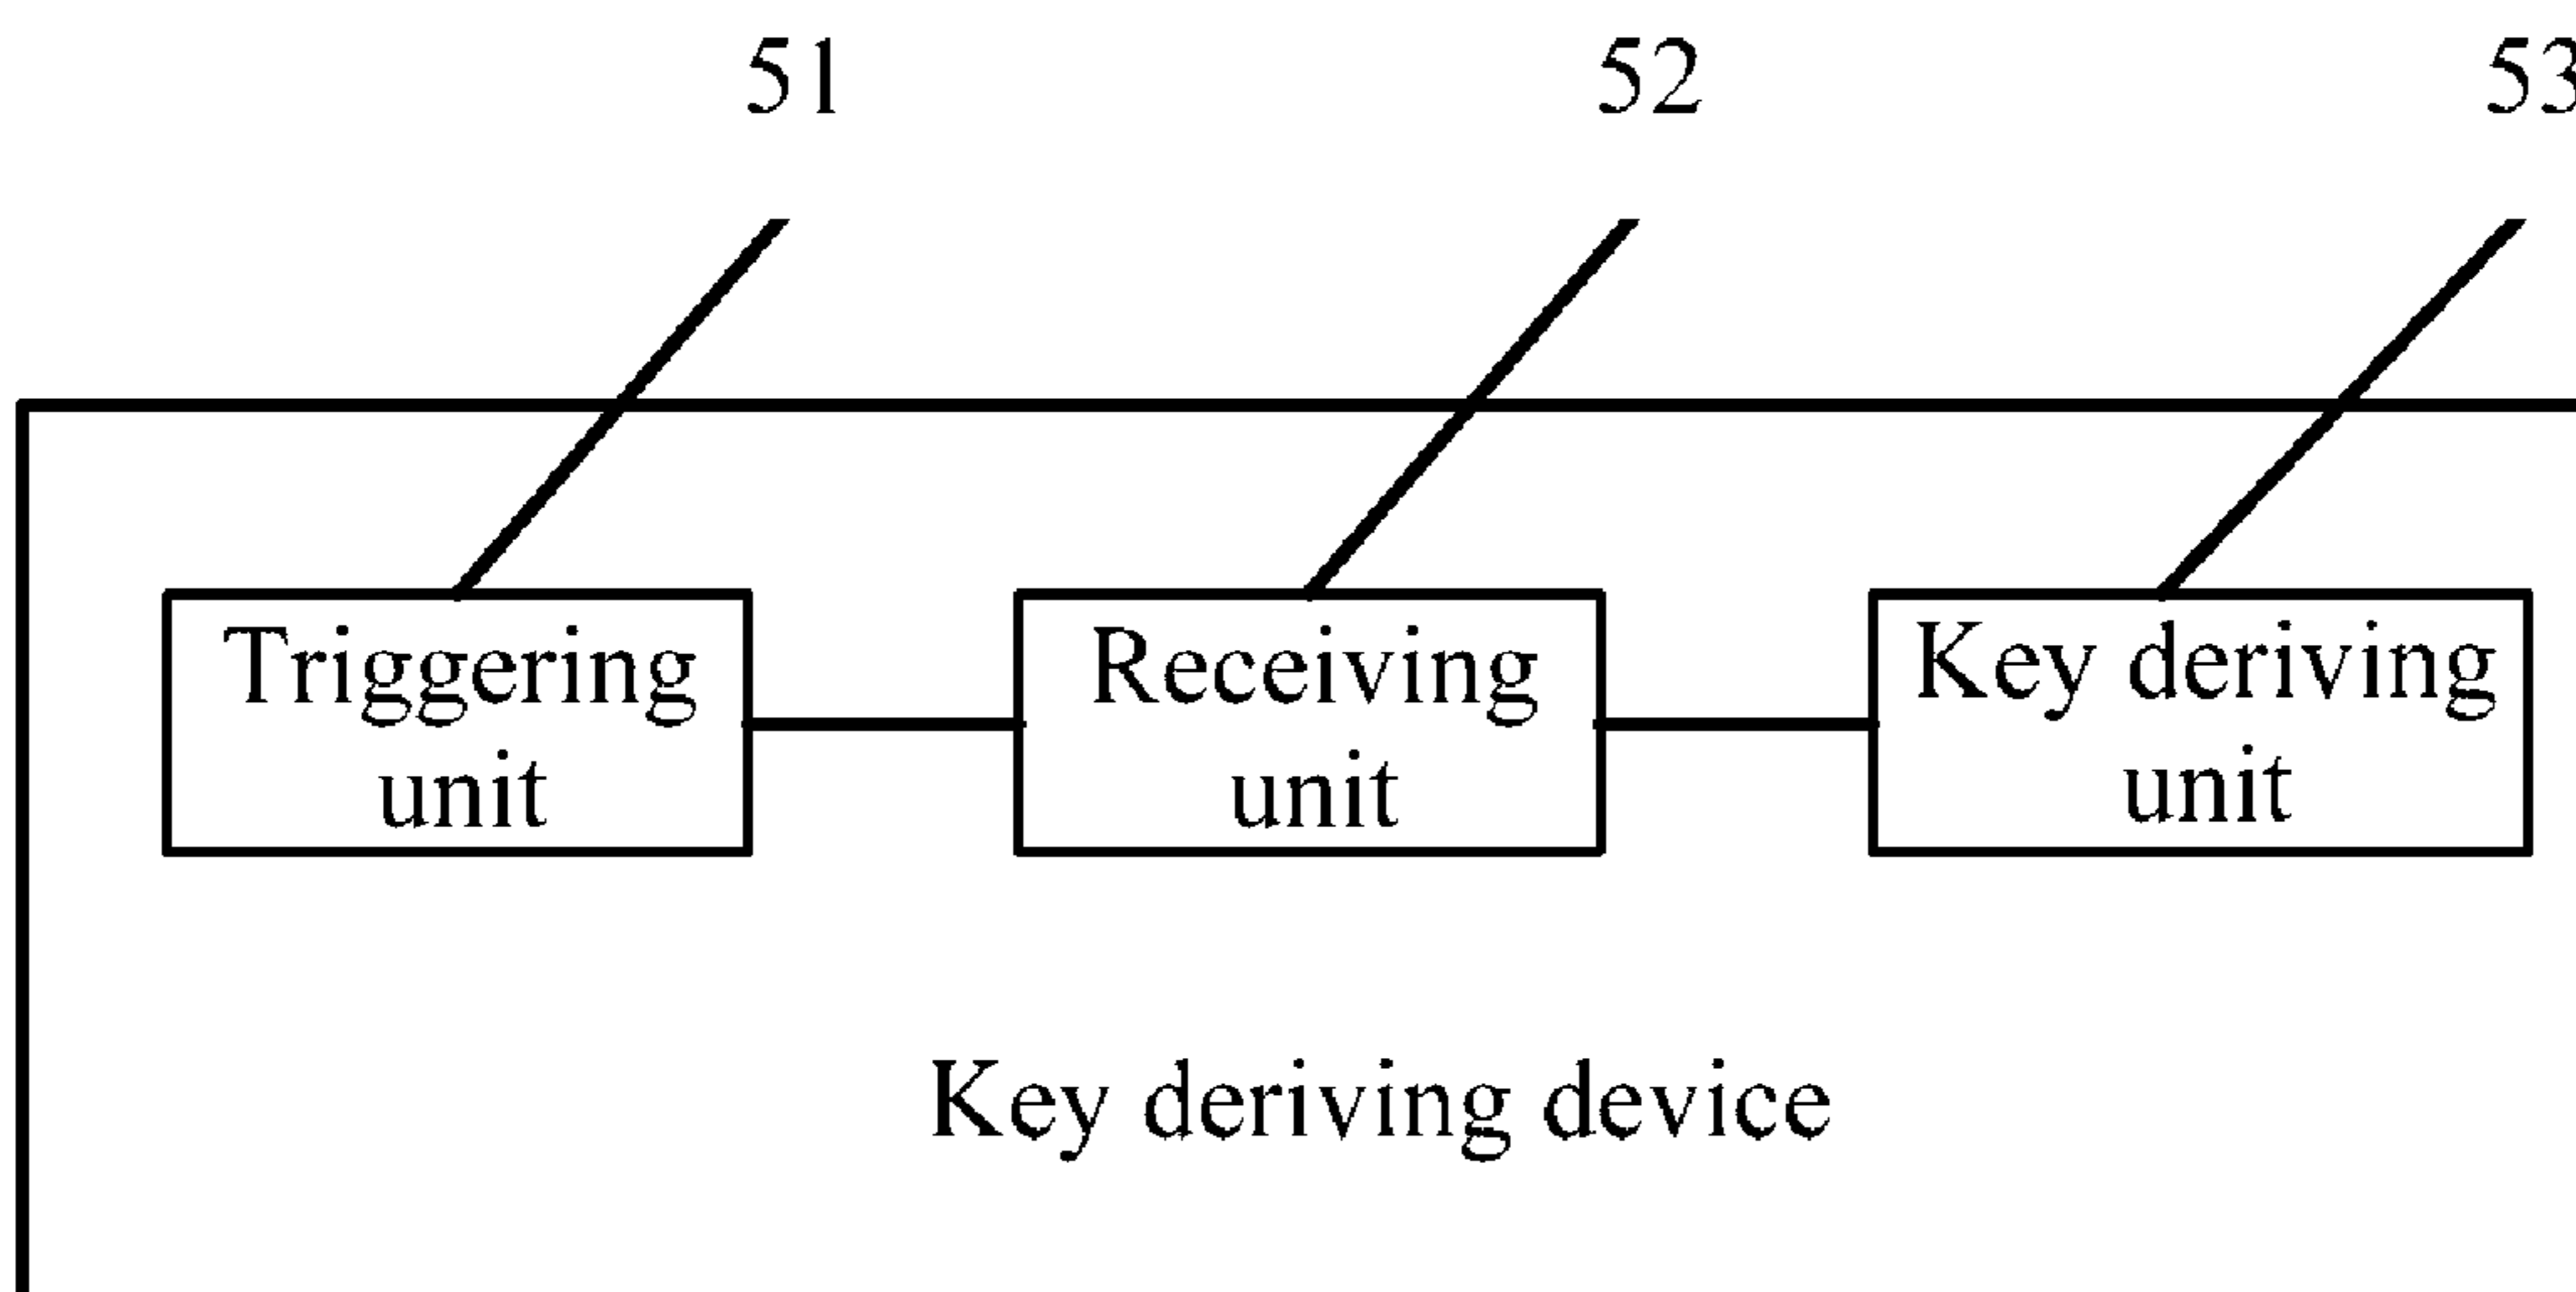 51
52
53
Triggering
unit
Receiving
unit
Key deriving
unit
Key deriving device